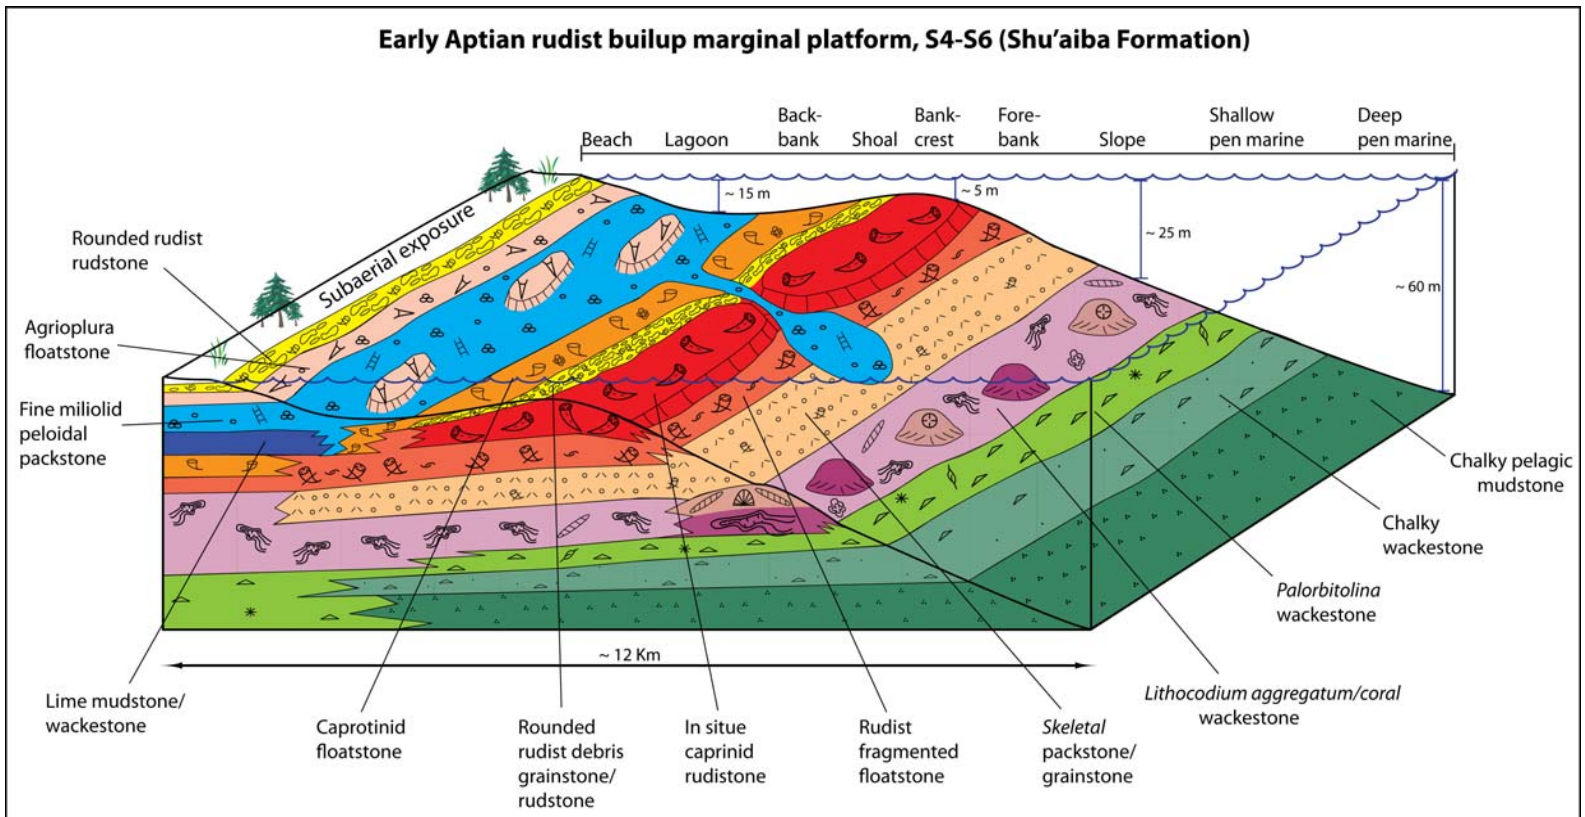 Early Aptian rudist builup marginal platform, S4-S6 (Shu'aiba Formation)
Beach
Lagoon
Back-
bank
Shoal
Bank-
crest
Fore-
bank
Slope
Shallow
pen marine
Deep
pen marine
~ 15 m
~ 5 m
~ 25 m
~ 60 m
Subaerial exposure
Rounded rudist
rudstone
Agrioplura
floatstone
Fine miliolid
peloidal
packstone
Lime mudstone/
wackestone
~ 12 Km
Caprotinid
floatstone
Rounded
rudist debris
grainstone/
rudstone
In situe
caprinid
rudistone
Rudist
fragmented
floatstone
Skeletal
packstone/
grainstone
Lithocodium aggregatum/coral
wackestone
Palorbitolina
wackestone
Chalky
wackestone
Chalky pelagic
mudstone